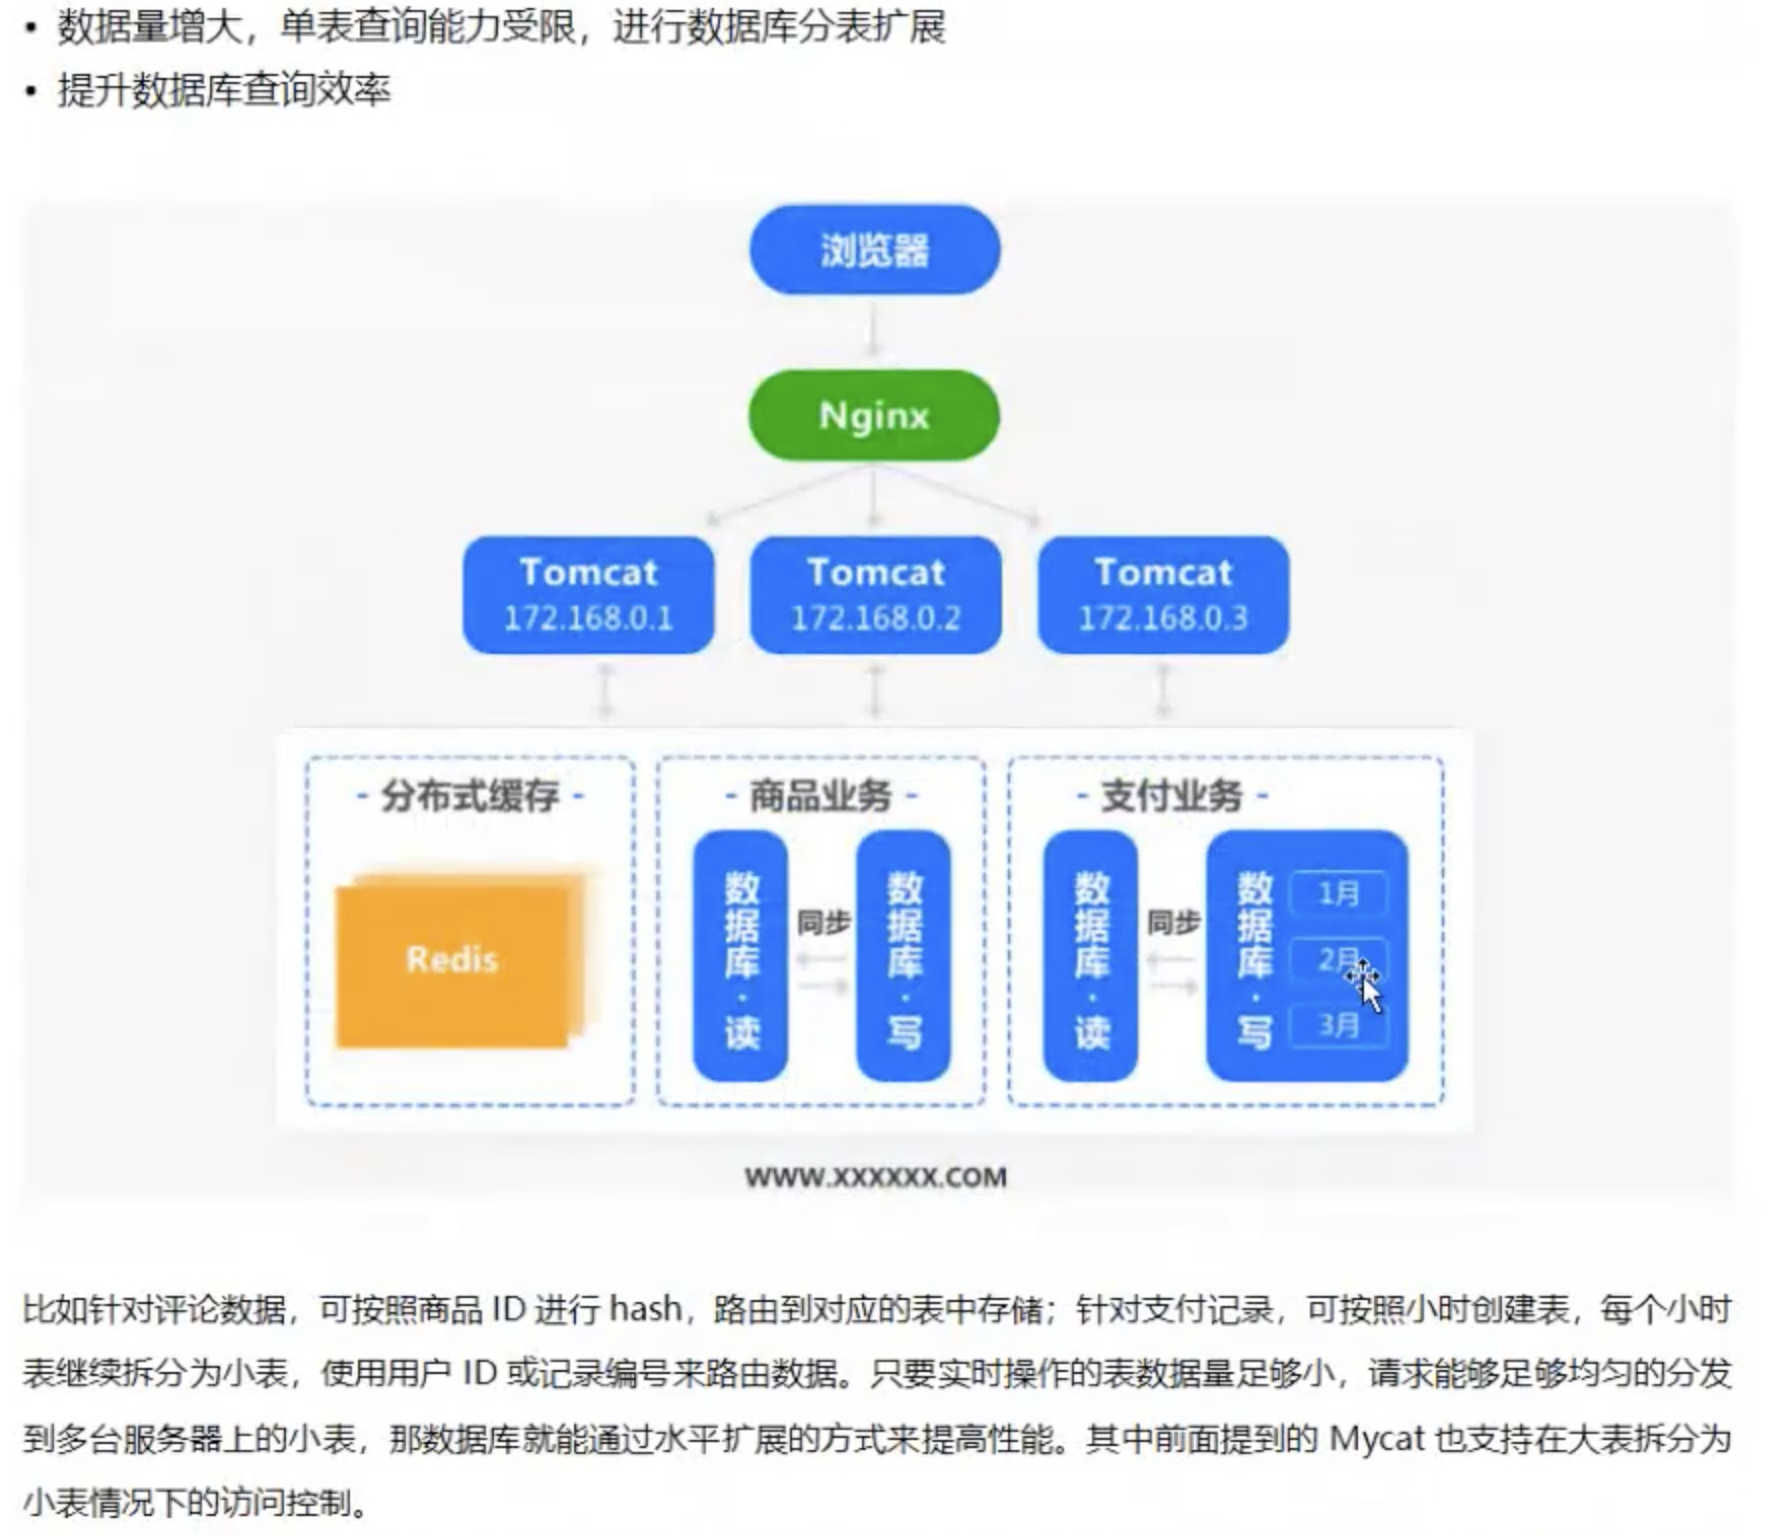 • 数据量增大，单表查询能力受限，进行数据库分表扩展
• 提升数据库查询效率
浏览器
Nginx
Tomcat
172.168.0.1
Tomcat
172.168.0.2
Tomcat
172.168.0.3
- 分布式缓存 -
Redis
- 商品业务 -
数据库·读
同步
数据库·写
- 支付业务 -
数据库·读
同步
数据库·写
1月
2月
3月
WWW.XXXXXX.COM
比如针对评论数据，可按照商品 ID 进行 hash，路由到对应的表中存储；针对支付记录，可按照小时创建表，每个小时
表继续拆分为小表，使用用户 ID 或记录编号来路由数据。只要实时操作的表数据量足够小，请求能够足够均匀的分发
到多台服务器上的小表，那数据库就能通过水平扩展的方式来提高性能。其中前面提到的 Mycat 也支持在大表拆分为
小表情况下的访问控制。